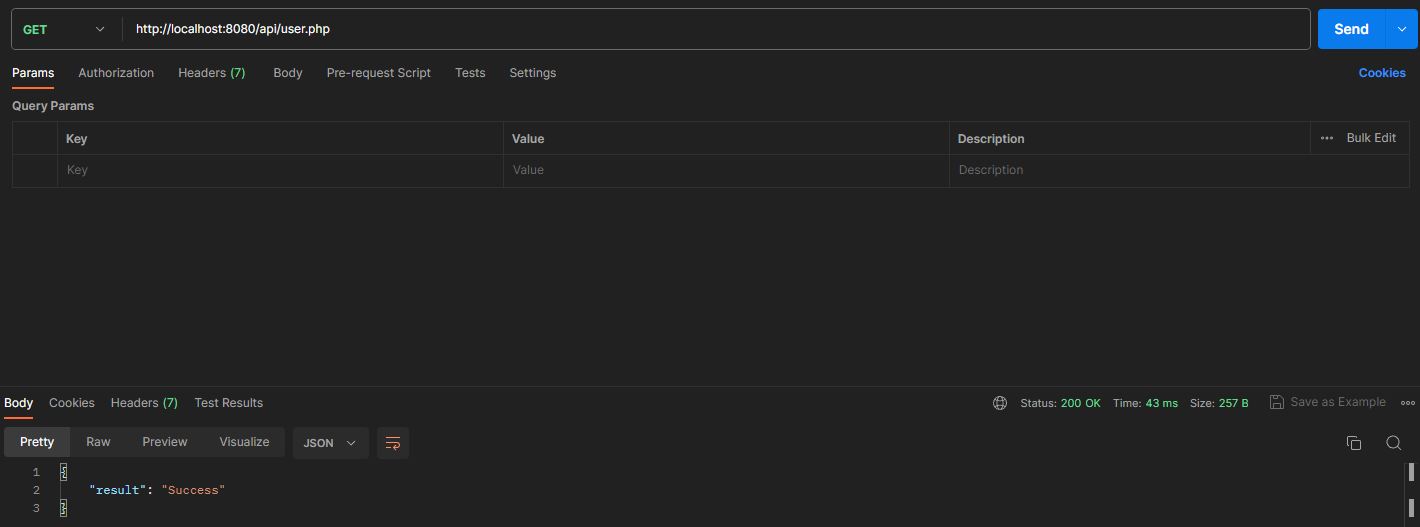 GET http://localhost:8080/api/user.php Send
Params Authorization Headers (7) Body Pre-request Script Tests Settings Cookies
Query Params
Key Value Description ••• Bulk Edit
Key Value Description
Body Cookies Headers (7) Test Results Status: 200 OK Time: 43 ms Size: 257 B Save as Example
Pretty Raw Preview Visualize JSON
1 {
2 "result": "Success"
3 }